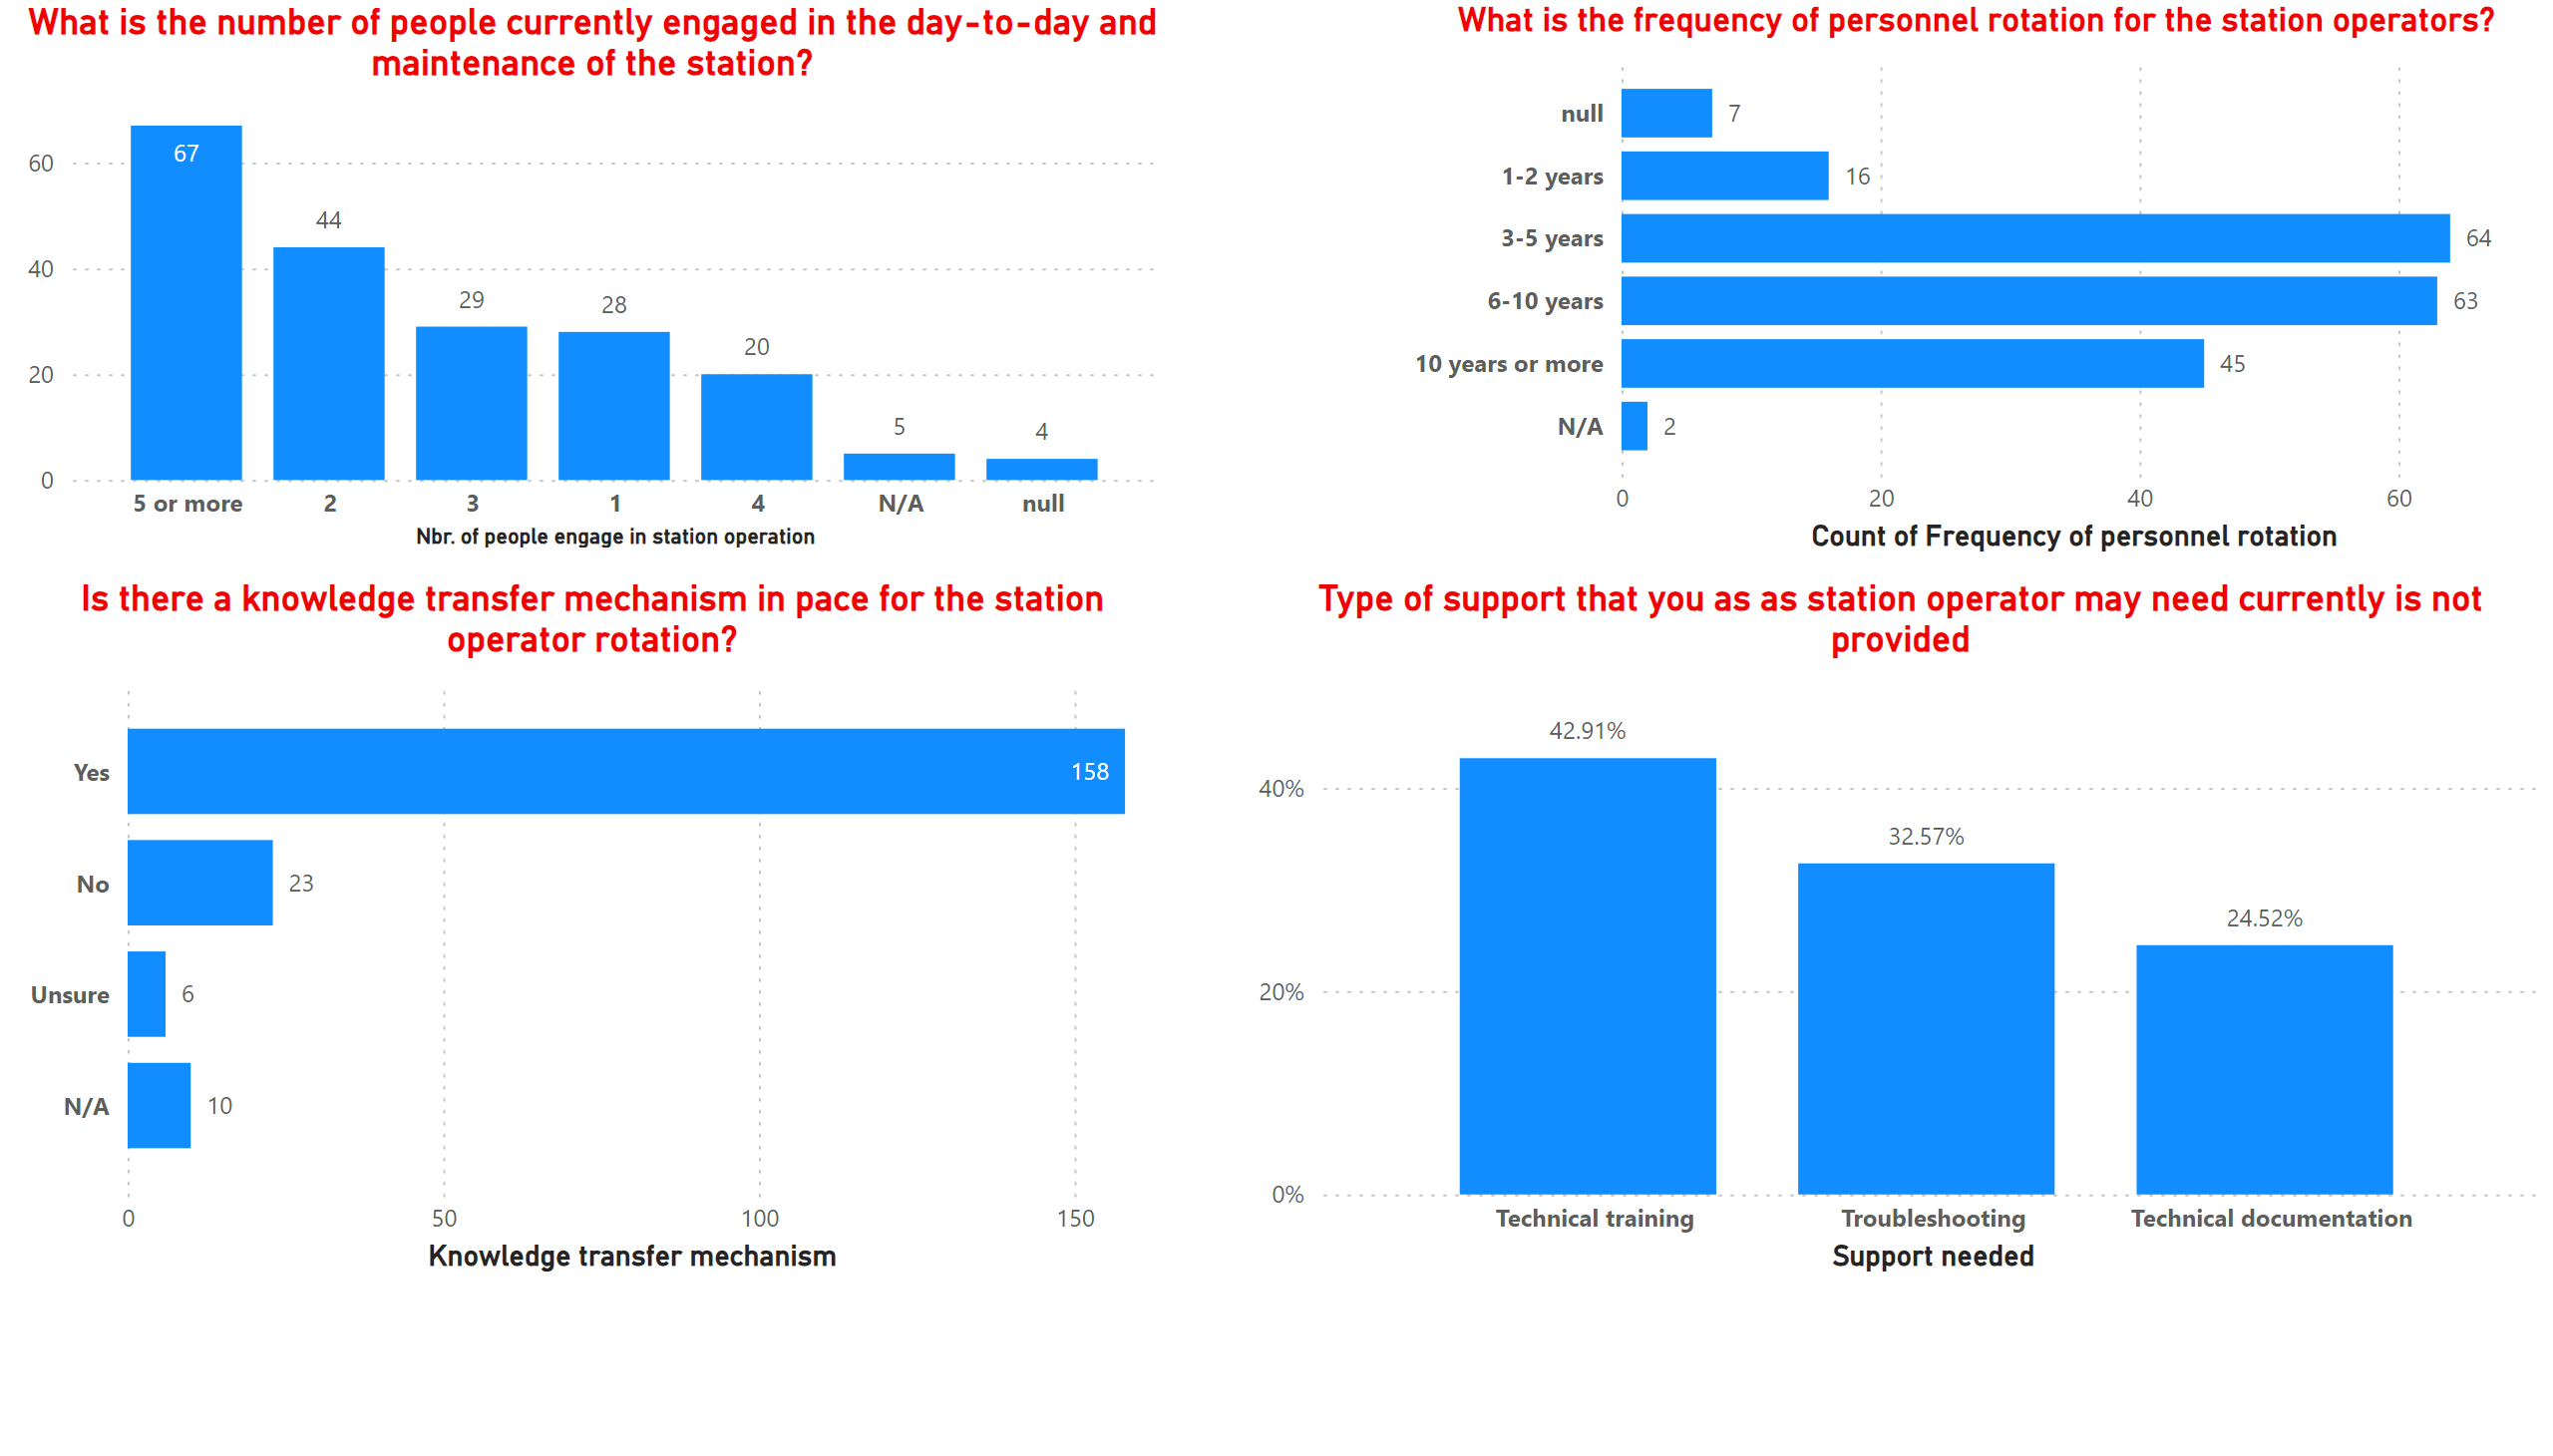 What is the number of people currently engaged in the day-to-day and
maintenance of the station?
60
40
20
0
67
44
29
28
20
5
4
5 or more
2
3
1
4
N/A
null
Nbr. of people engage in station operation
What is the frequency of personnel rotation for the station operators?
null
7
1-2 years
16
3-5 years
64
6-10 years
63
10 years or more
45
N/A
2
0
20
40
60
Count of Frequency of personnel rotation
Is there a knowledge transfer mechanism in pace for the station
operator rotation?
Yes
158
No
23
Unsure
6
N/A
10
0
50
100
150
Knowledge transfer mechanism
Type of support that you as as station operator may need currently is not
provided
40%
20%
0%
42.91%
32.57%
24.52%
Technical training
Troubleshooting
Technical documentation
Support needed